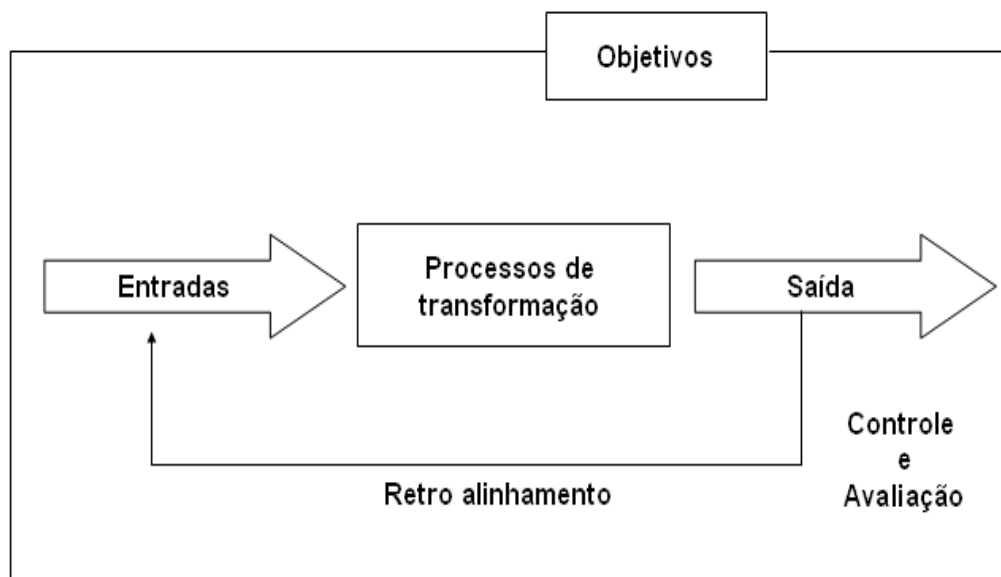 Objetivos
Entradas
Processos de
transformação
Saída
Controle
e
Avaliação
Retro alinhamento